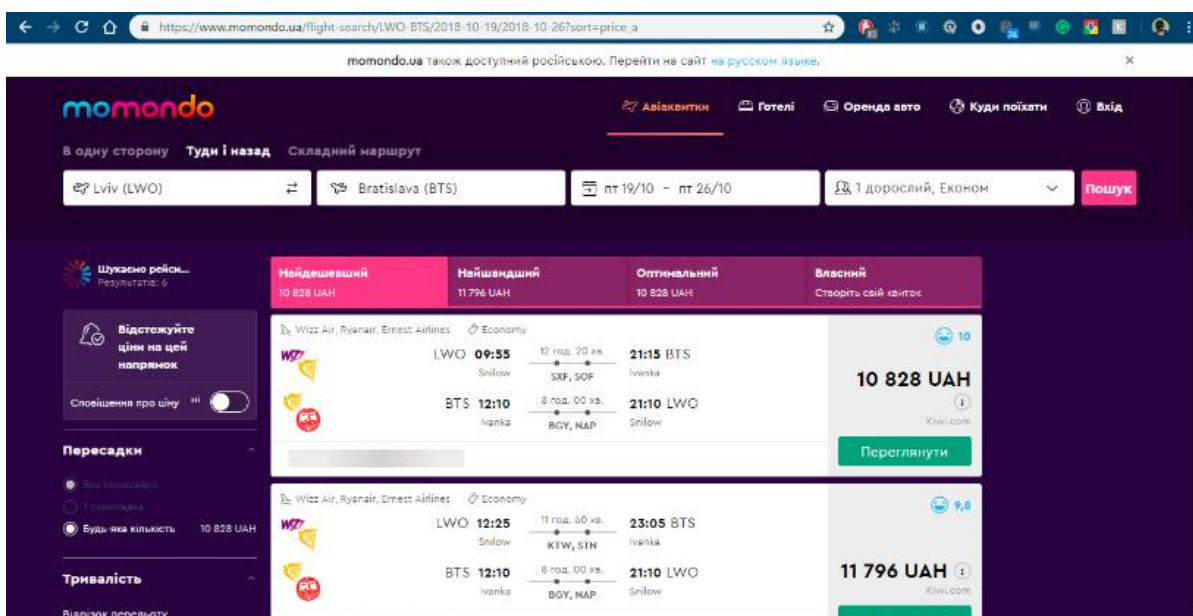 https://www.momondo.ua/flight-search/LWO-BTS/2018-10-19/2018-10-26?sort=price_a
momondo.ua також доступний російською. Перейти на сайт на русском языке. ×
momondo
Авіаквитки Готелі Оренда авто Куди поїхати Вхід
В одну сторону Туди і назад Складний маршрут
Lviv (LWO) Bratislava (BTS) пт 19/10 – пт 26/10 1 дорослий, Економ Пошук
Шукаємо рейси...
Результатів: 6
Найдешевший Найшвидший Оптимальний Власний
10 828 UAH 11 796 UAH 10 828 UAH Створіть свій квиток
Відстежуйте
ціни на цей
напрямок
Сповіщення про ціну Ні
Пересадки
Без пересадок
1 пересадка
Будь-яка кількість 10 828 UAH
Тривалість
Відрізок перельоту
Wizz Air, Ryanair, Ernest Airlines Economy
10
WIZZ LWO 09:55 12 год. 20 хв. 21:15 BTS
Snilow SXF, SOF Ivanka
BTS 12:10 8 год. 00 хв. 21:10 LWO
Ivanka BGY, NAP Snilow
10 828 UAH
Kiwi.com
Переглянути
Wizz Air, Ryanair, Ernest Airlines Economy
9,8
WIZZ LWO 12:25 11 год. 40 хв. 23:05 BTS
Snilow KTW, STN Ivanka
BTS 12:10 8 год. 00 хв. 21:10 LWO
Ivanka BGY, NAP Snilow
11 796 UAH
Kiwi.com